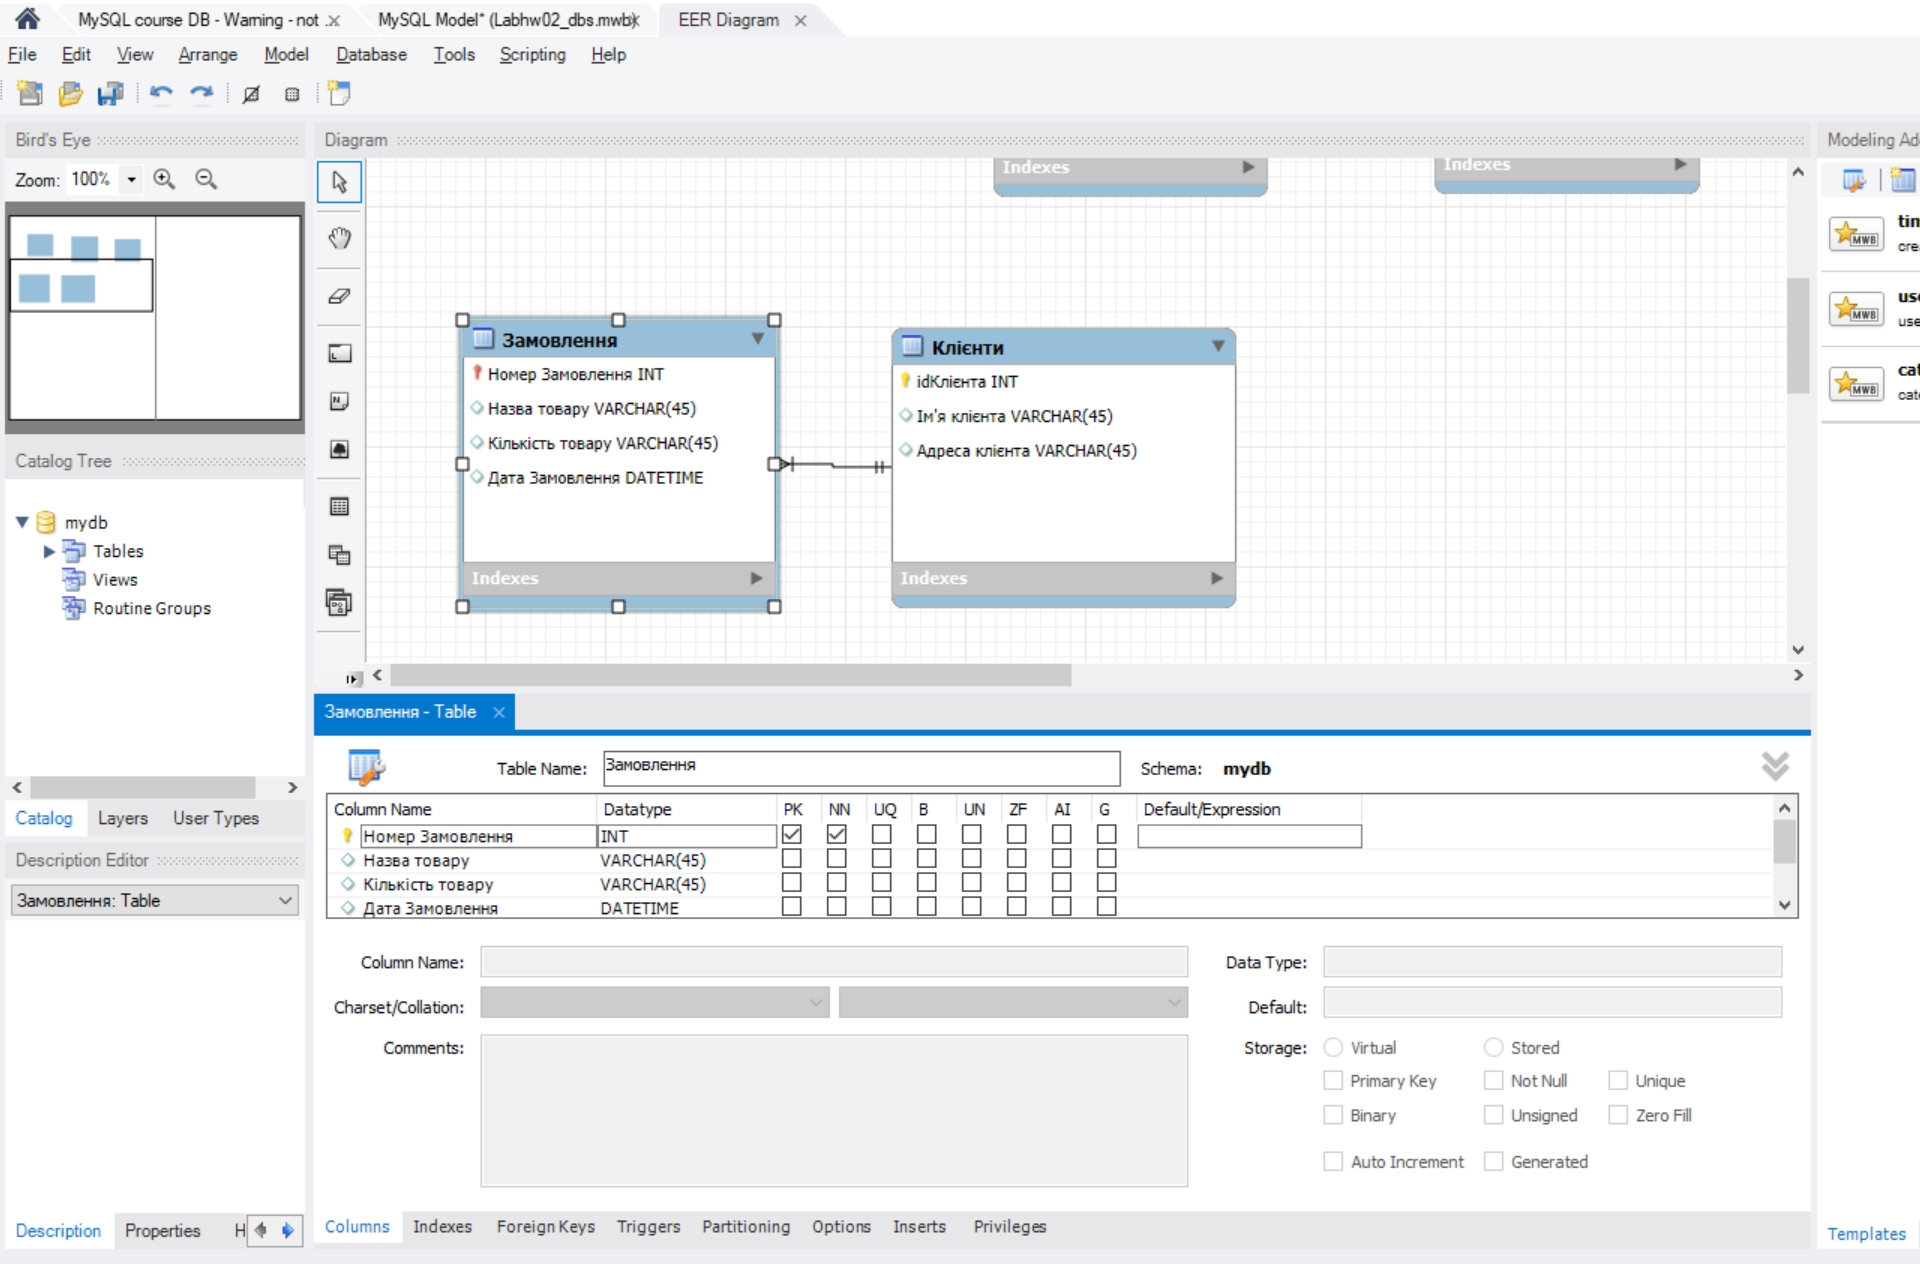 MySQL course DB - Warning - not .
MySQL Model* (Labhw02_dbs.mwb)
EER Diagram
File Edit View Arrange Model Database Tools Scripting Help
Bird's Eye
Zoom: 100%
Diagram
Modeling Ad
Indexes
Indexes
MWB
tin
cre
MWB
use
use
MWB
cat
cate
Замовлення
Номер Замовлення INT
Назва товару VARCHAR(45)
Кількість товару VARCHAR(45)
Дата Замовлення DATETIME
Indexes
Клієнти
idКлієнта INT
Ім'я клієнта VARCHAR(45)
Адреса клієнта VARCHAR(45)
Indexes
Catalog Tree
mydb
Tables
Views
Routine Groups
Catalog Layers User Types
Description Editor
Замовлення: Table
Description Properties H
Замовлення - Table
Table Name: Замовлення Schema: mydb
Column Name Datatype PK NN UQ B UN ZF AI G Default/Expression
Номер Замовлення INT
Назва товару VARCHAR(45)
Кількість товару VARCHAR(45)
Дата Замовлення DATETIME
Column Name: Data Type:
Charset/Collation: Default:
Comments: Storage: Virtual Stored
Primary Key Not Null Unique
Binary Unsigned Zero Fill
Auto Increment Generated
Columns Indexes Foreign Keys Triggers Partitioning Options Inserts Privileges
Templates